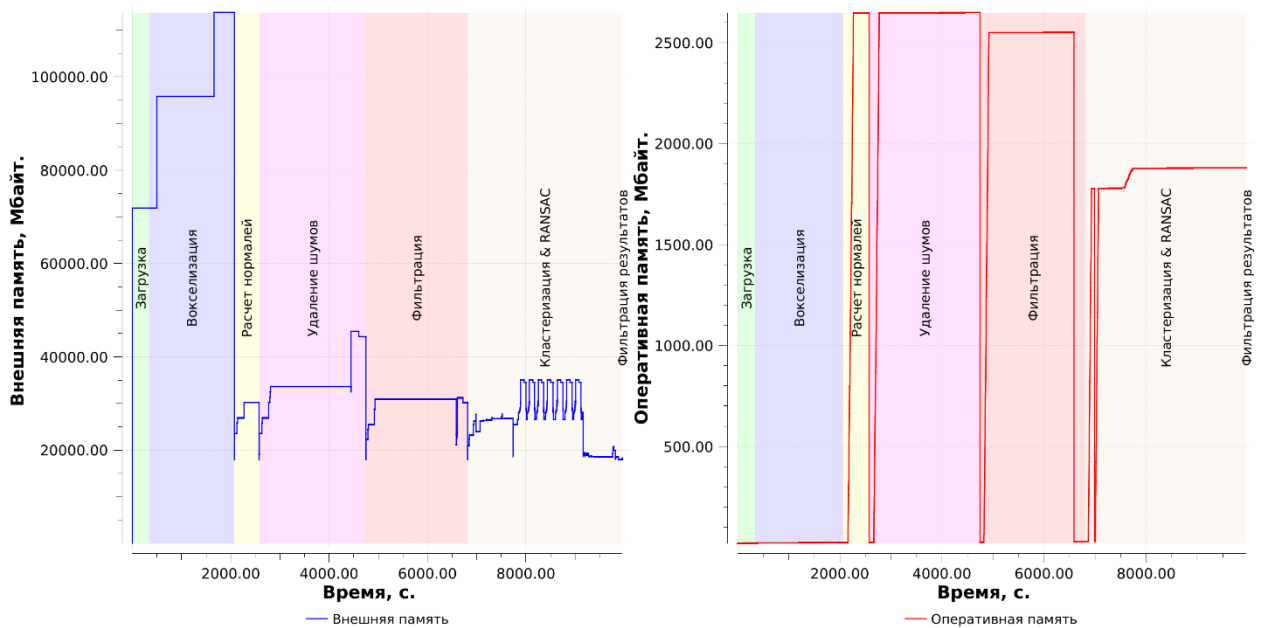 Внешняя память, Мбайт.
100000.00
80000.00
60000.00
40000.00
20000.00
Загрузка
Вокселизация
Расчет нормалей
Удаление шумов
Фильтрация
Кластеризация & RANSAC
Фильтрация результатов
2000.00 4000.00 6000.00 8000.00
Время, с.
Внешняя память
Оперативная память, Мбайт.
2500.00
2000.00
1500.00
1000.00
500.00
Загрузка
Вокселизация
Расчет нормалей
Удаление шумов
Фильтрация
Кластеризация & RANSAC
Фильтрация результатов
2000.00 4000.00 6000.00 8000.00
Время, с.
Оперативная память